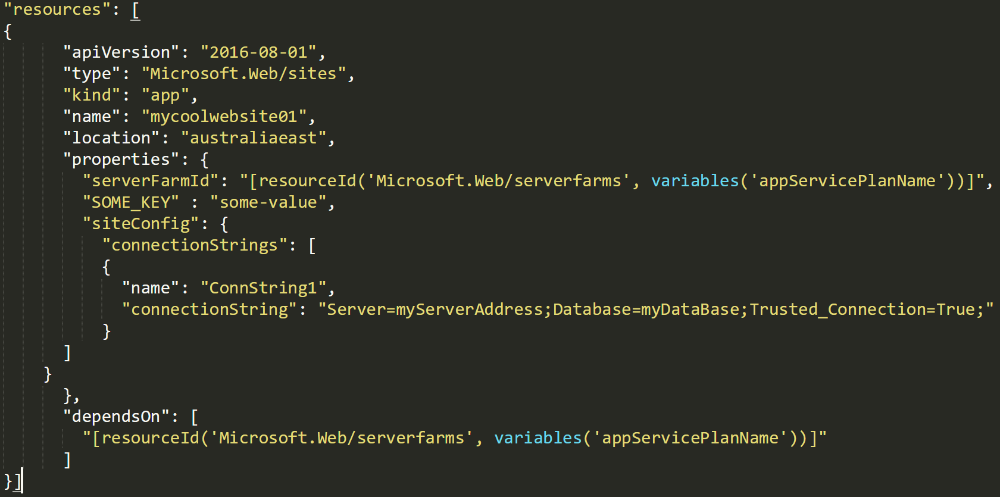 "resources": [
{
"apiVersion": "2016-08-01",
"type": "Microsoft.Web/sites",
"kind": "app",
"name": "mycoolwebsite01",
"location": "australiaeast",
"properties": {
"serverFarmId": "[resourceId('Microsoft.Web/serverfarms', variables('appServicePlanName'))]",
"SOME_KEY" : "some-value",
"siteConfig": {
"connectionStrings": [
{
"name": "ConnString1",
"connectionString": "Server=myServerAddress;Database=myDataBase;Trusted_Connection=True;"
}
]
}
},
"dependsOn": [
"[resourceId('Microsoft.Web/serverfarms', variables('appServicePlanName'))]"
]
}]